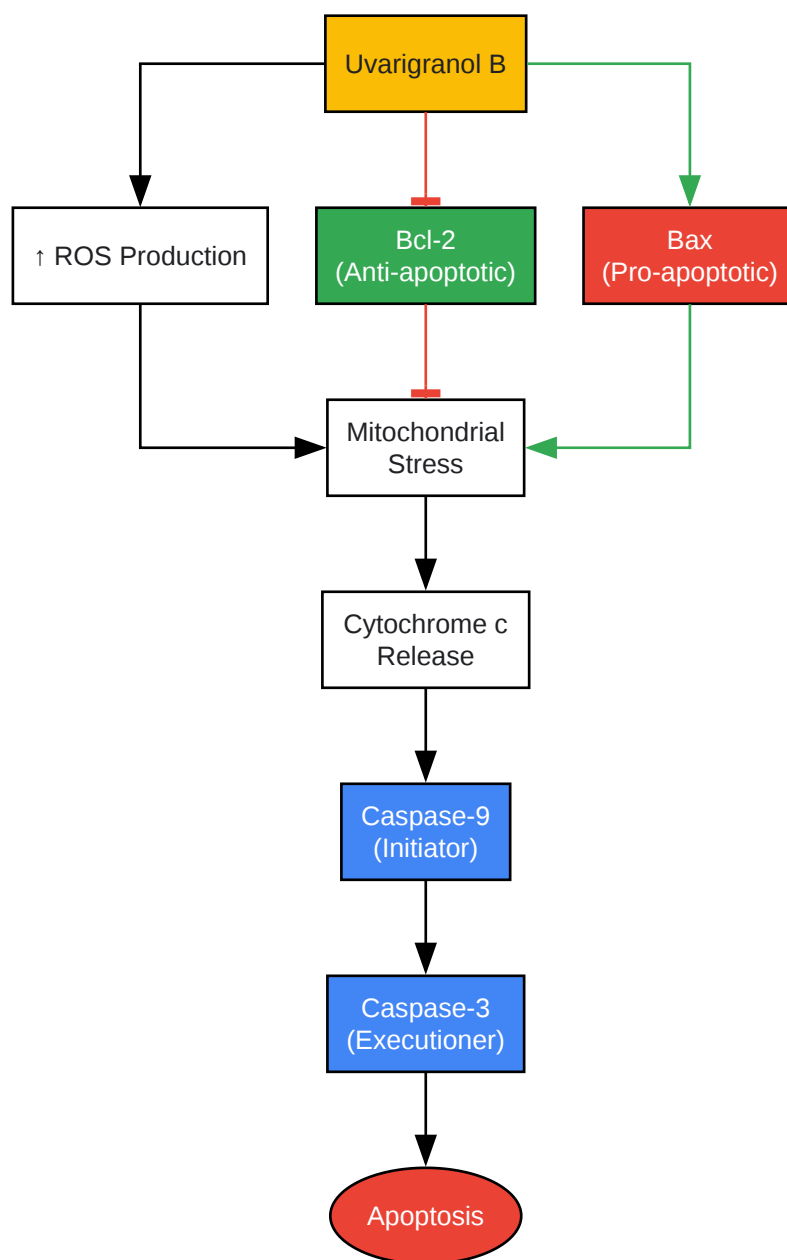 Uvarigranol B
↑ ROS Production
Bcl-2
(Anti-apoptotic)
Bax
(Pro-apoptotic)
Mitochondrial
Stress
Cytochrome c
Release
Caspase-9
(Initiator)
Caspase-3
(Executioner)
Apoptosis